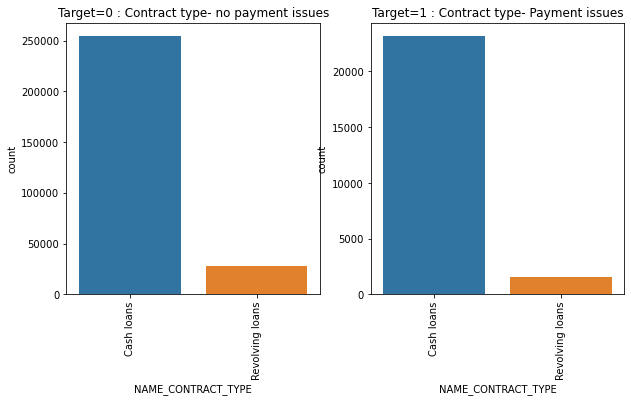 Target=0 : Contract type- no payment issues
250000
200000
150000
100000
50000
0
count
Cash loans
Revolving loans
NAME_CONTRACT_TYPE
Target=1 : Contract type- Payment issues
20000
15000
10000
5000
0
count
Cash loans
Revolving loans
NAME_CONTRACT_TYPE